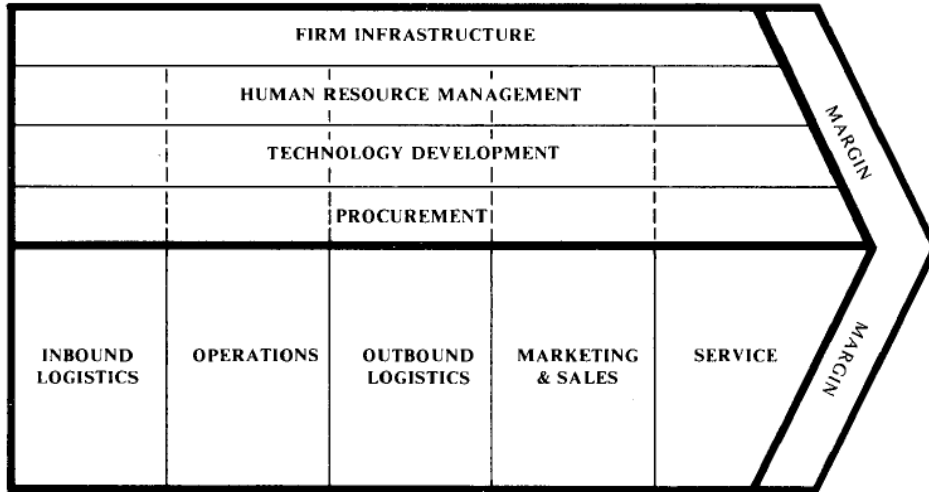 FIRM INFRASTRUCTURE
HUMAN RESOURCE MANAGEMENT
TECHNOLOGY DEVELOPMENT
PROCUREMENT
MARGIN
INBOUND
LOGISTICS
OPERATIONS
OUTBOUND
LOGISTICS
MARKETING
& SALES
SERVICE
MARGIN